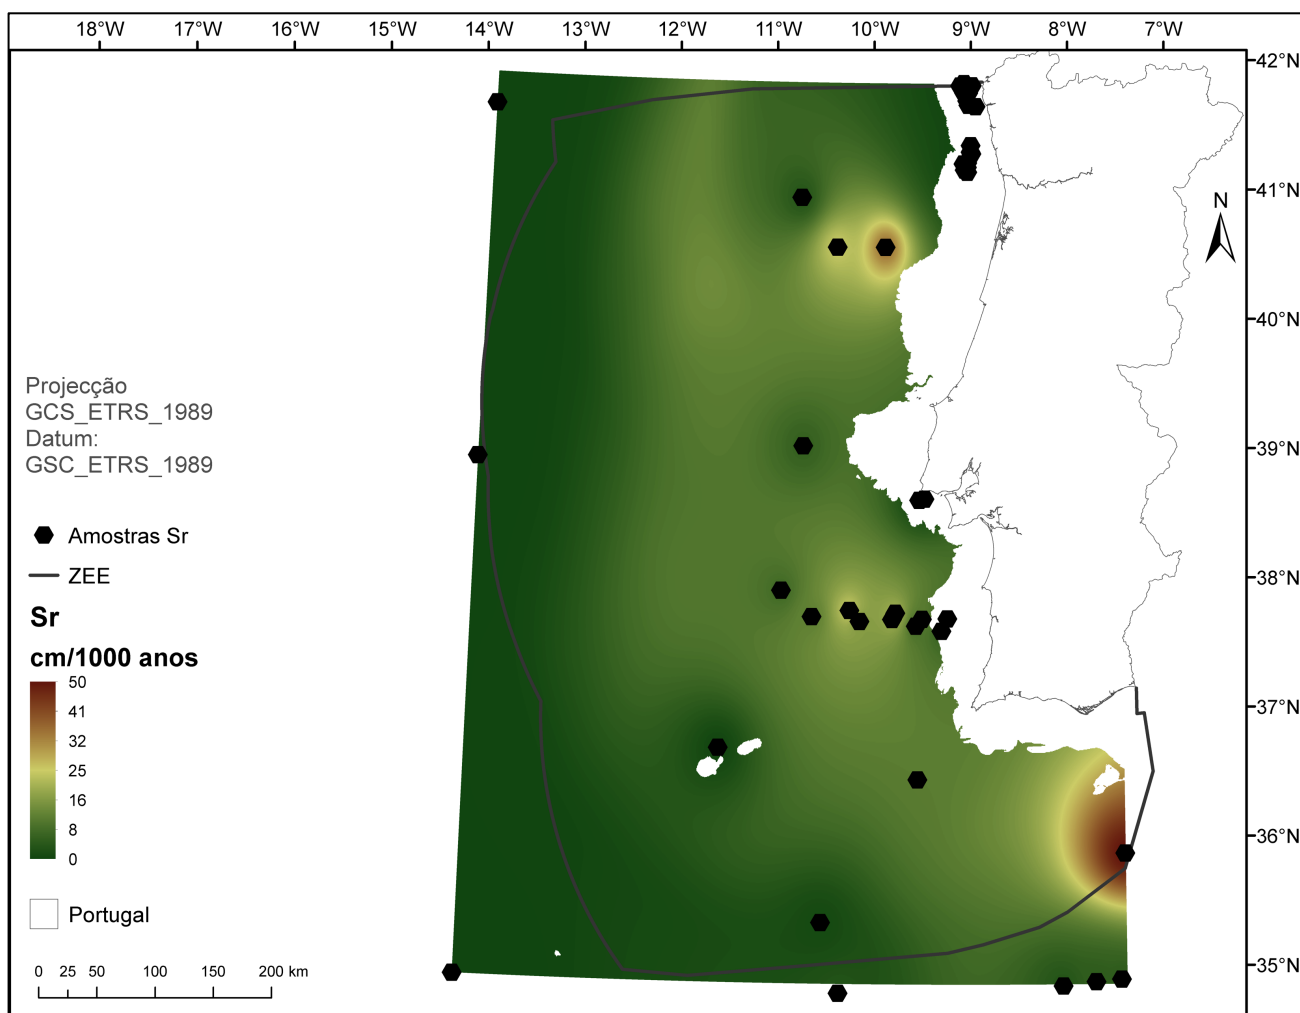 18°W 17°W 16°W 15°W 14°W 13°W 12°W 11°W 10°W 9°W 8°W 7°W
42°N
41°N
N
40°N
39°N
38°N
37°N
36°N
35°N
Projecção
GCS_ETRS_1989
Datum:
GSC_ETRS_1989
Amostras Sr
ZEE
Sr
cm/1000 anos
50
41
32
25
16
8
0
Portugal
0 25 50 100 150 200 km